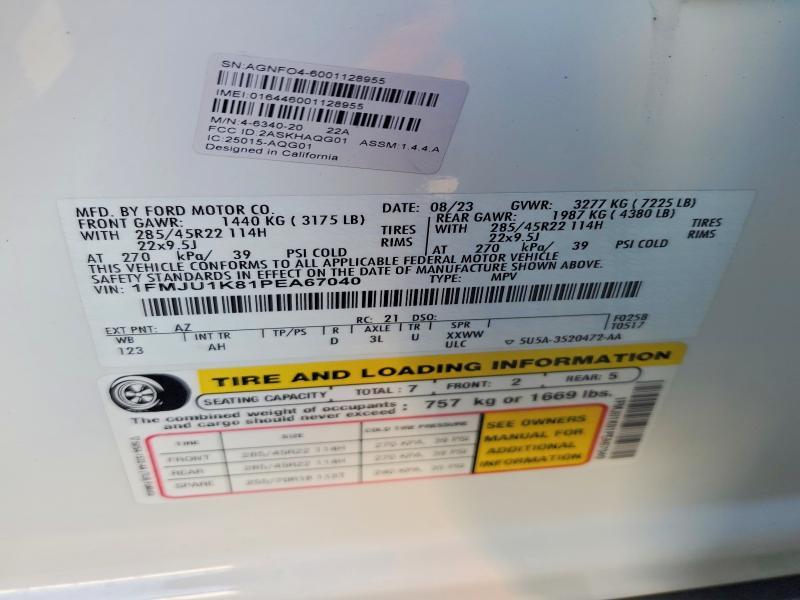 SN:AGNFO4-6001128955
IMEI:016446001128955
M/N:4-6340-20 22A
FCC ID:2ASKHAQG01 ASSM:1.4.4.A
IC:25015-AQG01
Designed in California
MFD. BY FORD MOTOR CO. DATE: 08/23 GVWR: 3277 KG ( 7225 LB)
FRONT GAWR: 1440 KG ( 3175 LB) REAR GAWR: 1987 KG ( 4380 LB)
WITH 285/45R22 114H TIRES WITH 285/45R22 114H TIRES
22x9.5J RIMS 22x9.5J RIMS
AT 270 kPa/ 39 PSI COLD AT 270 kPa/ 39 PSI COLD
THIS VEHICLE CONFORMS TO ALL APPLICABLE FEDERAL MOTOR VEHICLE
SAFETY STANDARDS IN EFFECT ON THE DATE OF MANUFACTURE SHOWN ABOVE.
VIN: 1FMJU1K81PEA67040 TYPE: MPV
EXT PNT: AZ RC: 21 DSO: F0258
T0517
WB INT TR TP/PS R AXLE TR SPR
123 AH D 3L U XXWW
ULC 5U5A-3520472-AA
TIRE AND LOADING INFORMATION
SEATING CAPACITY TOTAL : 7 FRONT: 2 REAR: 5
The combined weight of occupants
and cargo should never exceed : 757 kg or 1669 lbs.
TIRE SIZE COLD TIRE PRESSURE
FRONT 285/45R22 114H 270 KPA, 39 PSI
REAR 285/45R22 114H 270 KPA, 39 PSI
SPARE
SEE OWNERS
MANUAL FOR
ADDITIONAL
INFORMATION